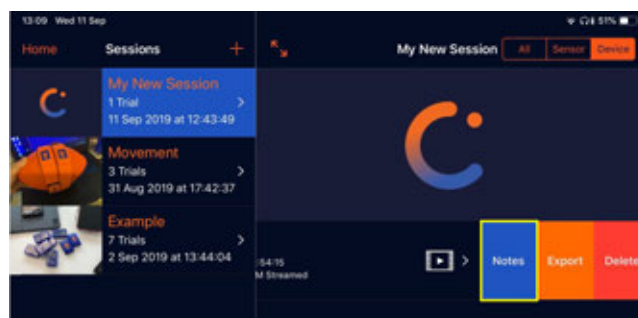 13:09 Wed 11 Sep
51%
Home
Sessions
+
My New Session
All
Sensor
Device
My New Session
1 Trial
11 Sep 2019 at 12:43:49
Movement
3 Trials
31 Aug 2019 at 17:42:37
Example
7 Trials
2 Sep 2019 at 13:44:04
:54:15
M Streamed
Notes
Export
Delete